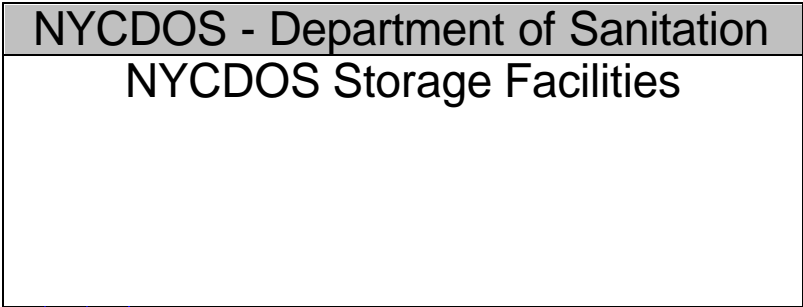 NYCDOS - Department of Sanitation
NYCDOS Storage Facilities